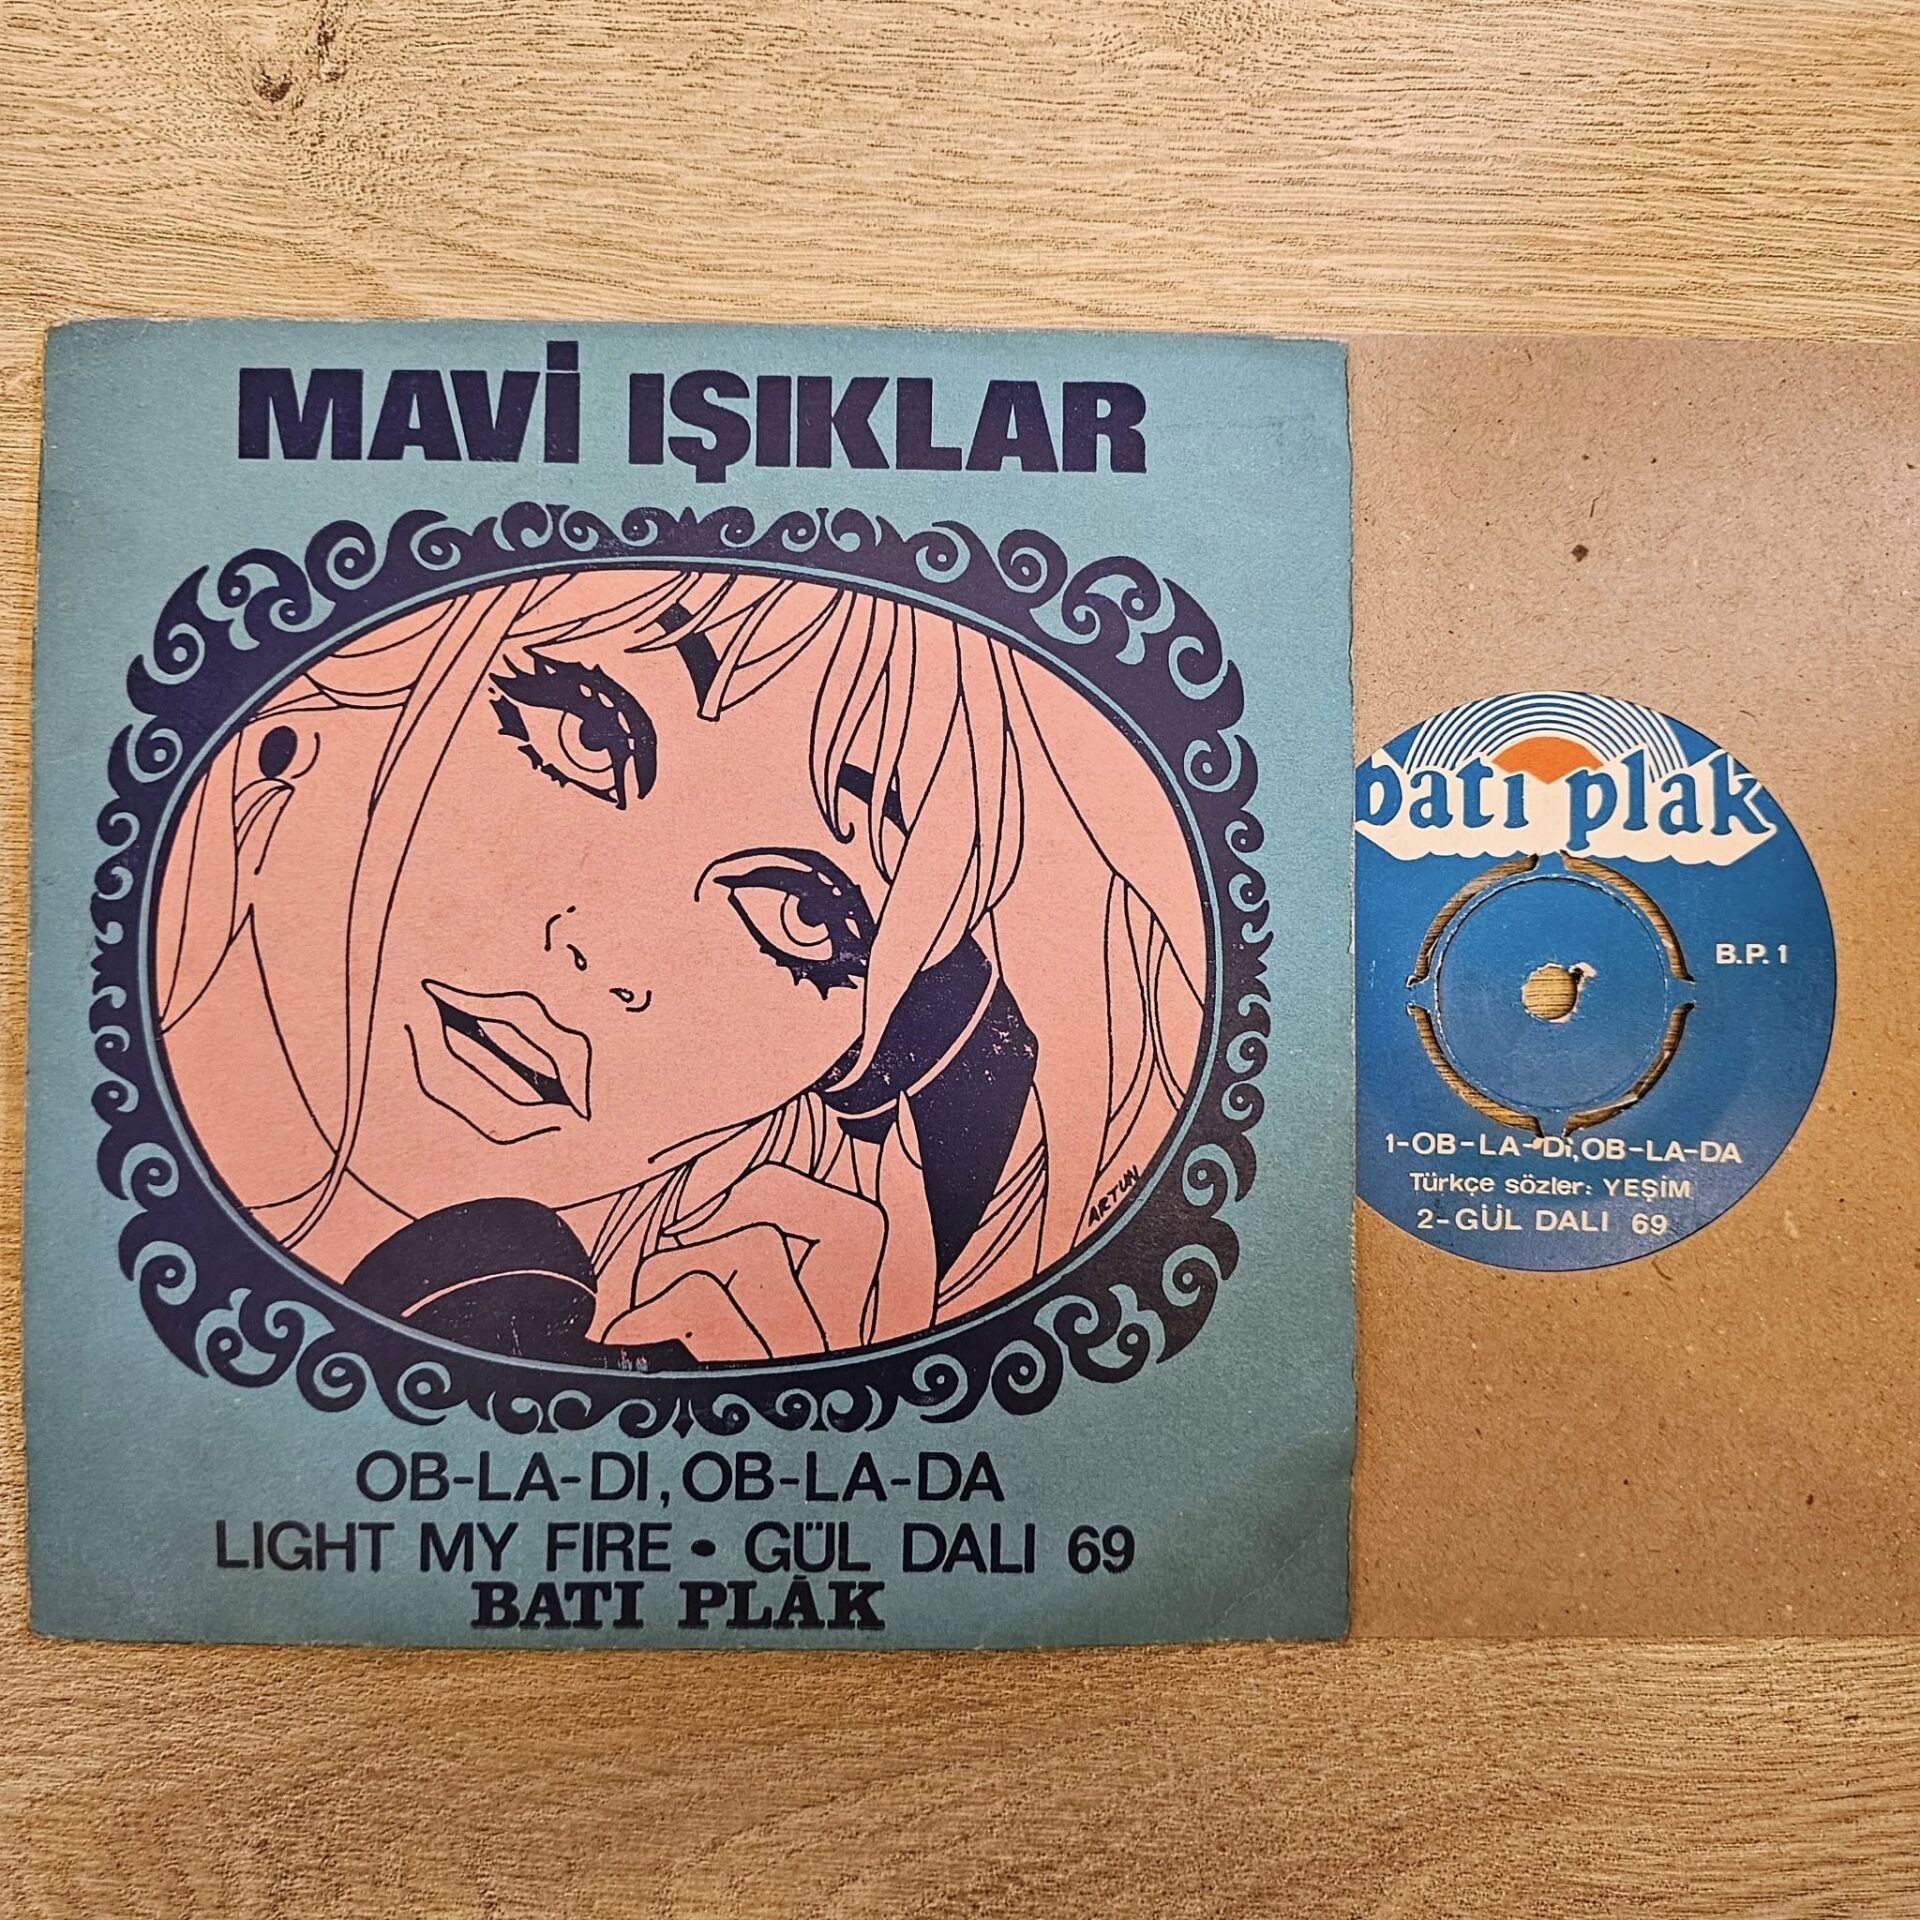 MAVİ IŞIKLAR
ARTUN
OB-LA-DI, OB-LA-DA
LIGHT MY FIRE • GÜL DALI 69
BATI PLÂK
batı plak
B.P. 1
1-OB-LA-Dİ,OB-LA-DA
Türkçe sözler: YEŞİM
2-GÜL DALI 69